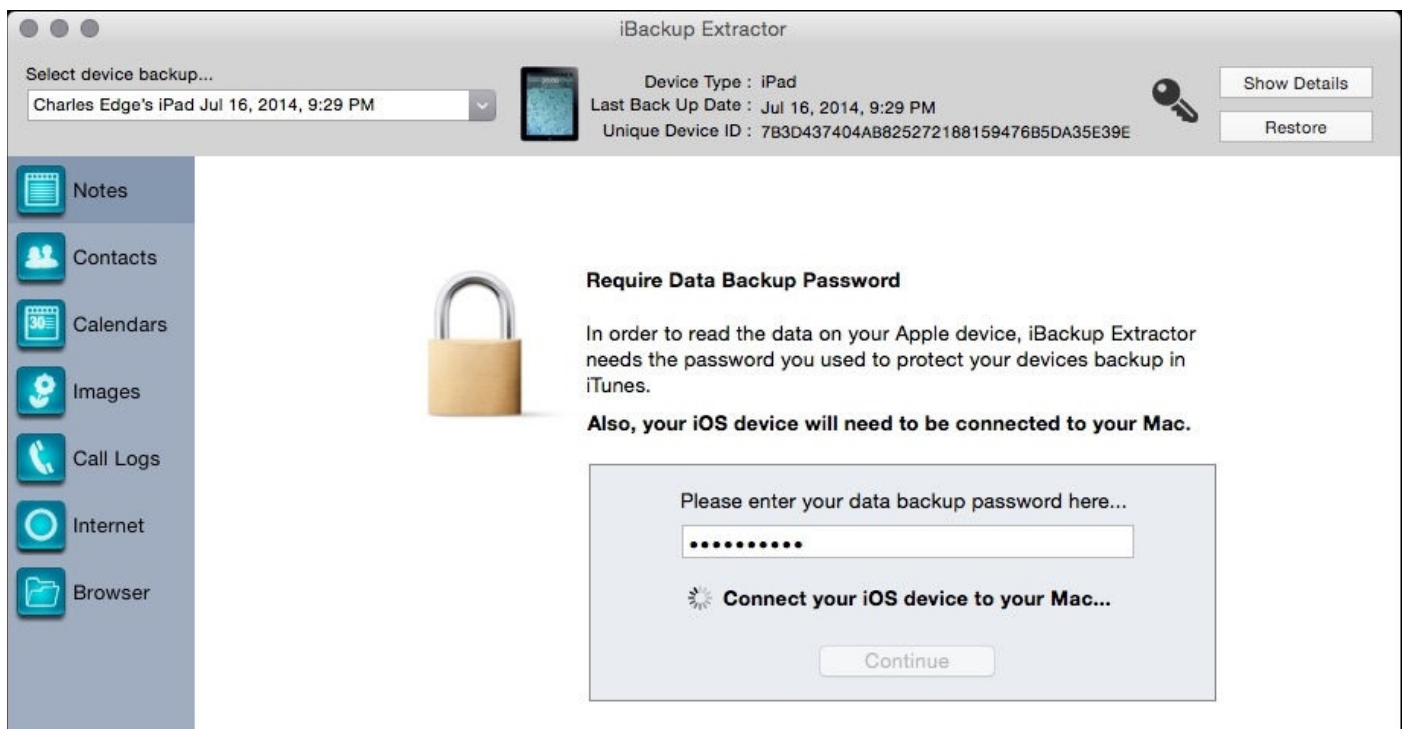 iBackup Extractor
Select device backup...
Charles Edge's iPad Jul 16, 2014, 9:29 PM
Device Type : iPad
Last Back Up Date : Jul 16, 2014, 9:29 PM
Unique Device ID : 7B3D437404AB825272188159476B5DA35E39E
Show Details
Restore
Notes
Contacts
Calendars
Images
Call Logs
Internet
Browser
Require Data Backup Password
In order to read the data on your Apple device, iBackup Extractor
needs the password you used to protect your devices backup in
iTunes.
Also, your iOS device will need to be connected to your Mac.
Please enter your data backup password here...
••••••••••
Connect your iOS device to your Mac...
Continue
30